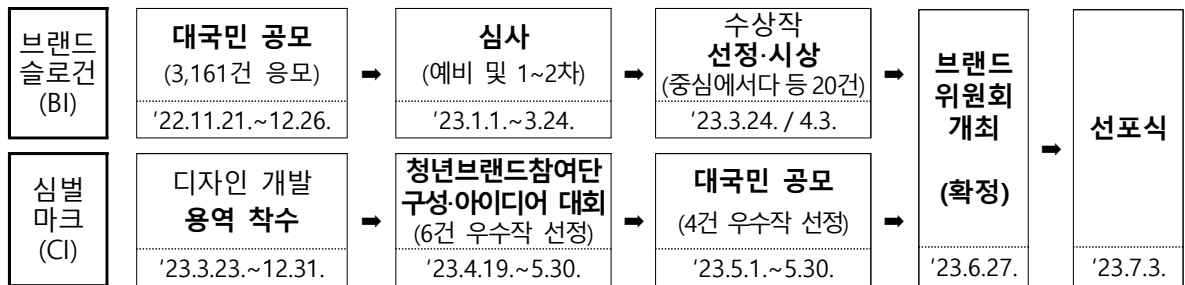 브랜드
슬로건
(BI)
대국민 공모
(3,161건 응모)
'22.11.21.~12.26.
➡
심사
(예비 및 1~2차)
'23.1.1.~3.24.
➡
수상작
선정·시상
(중심에서다 등 20건)
'23.3.24. / 4.3.
➡
심벌
마크
(CI)
디자인 개발
용역 착수
'23.3.23.~12.31.
➡
청년브랜드참여단
구성·아이디어 대회
(6건 우수작 선정)
'23.4.19.~5.30.
➡
대국민 공모
(4건 우수작 선정)
'23.5.1.~5.30.
➡
브랜드
위원회
개최
(확정)
'23.6.27.
➡
선포식
'23.7.3.